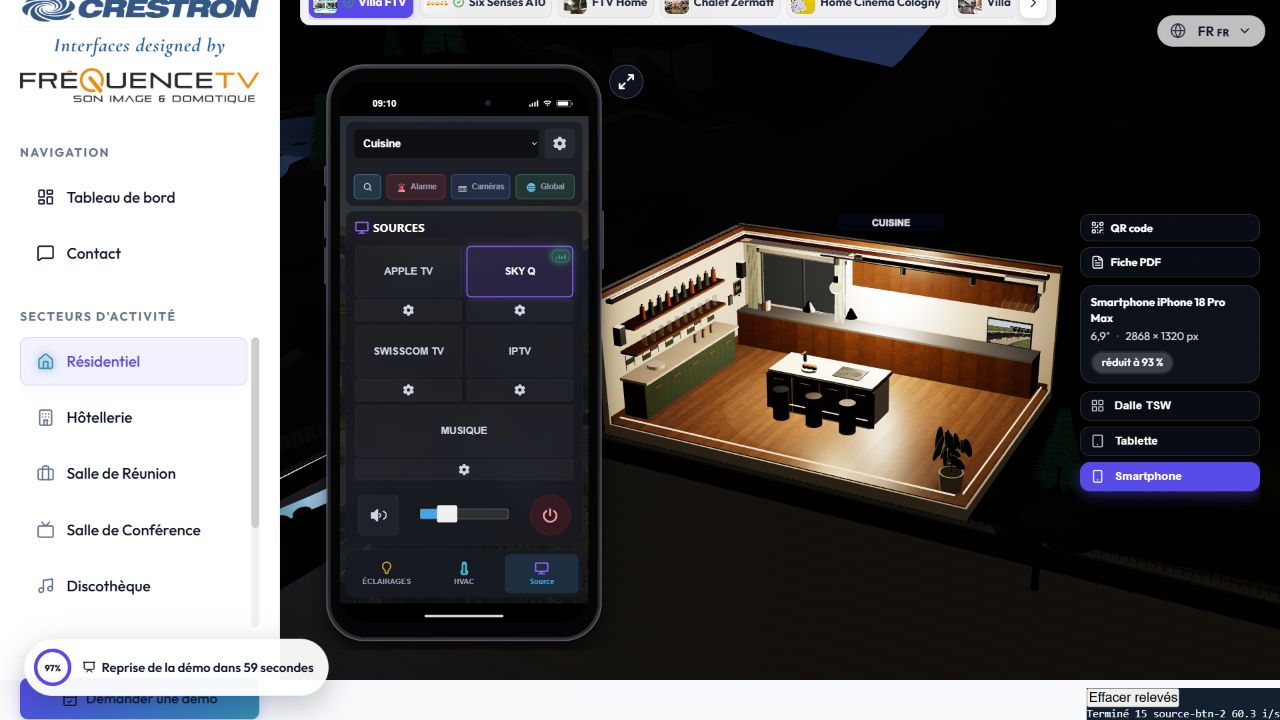 CRESTRON
Interfaces designed by
FRÉQUENCETV
SON IMAGE & DOMOTIQUE
NAVIGATION
Tableau de bord
Contact
SECTEURS D'ACTIVITÉ
Résidentiel
Hôtellerie
Salle de Réunion
Salle de Conférence
Discothèque
97%
Reprise de la démo dans 59 secondes
Demander une démo
Villa FTV
Six Senses A10
FTV Home
Chalet Zermatt
Home Cinema Cologny
Villa
FR FR
09:10
Cuisine
Alarme
Caméras
Global
SOURCES
APPLE TV
SKY Q
SWISSCOM TV
IPTV
MUSIQUE
ÉCLAIRAGES
HVAC
Source
CUISINE
QR code
Fiche PDF
Smartphone iPhone 18 Pro
Max
6,9" · 2868 × 1320 px
réduit à 93 %
Dalle TSW
Tablette
Smartphone
Effacer relevés
Terminé 15 source-btn-2 60.3 i/s